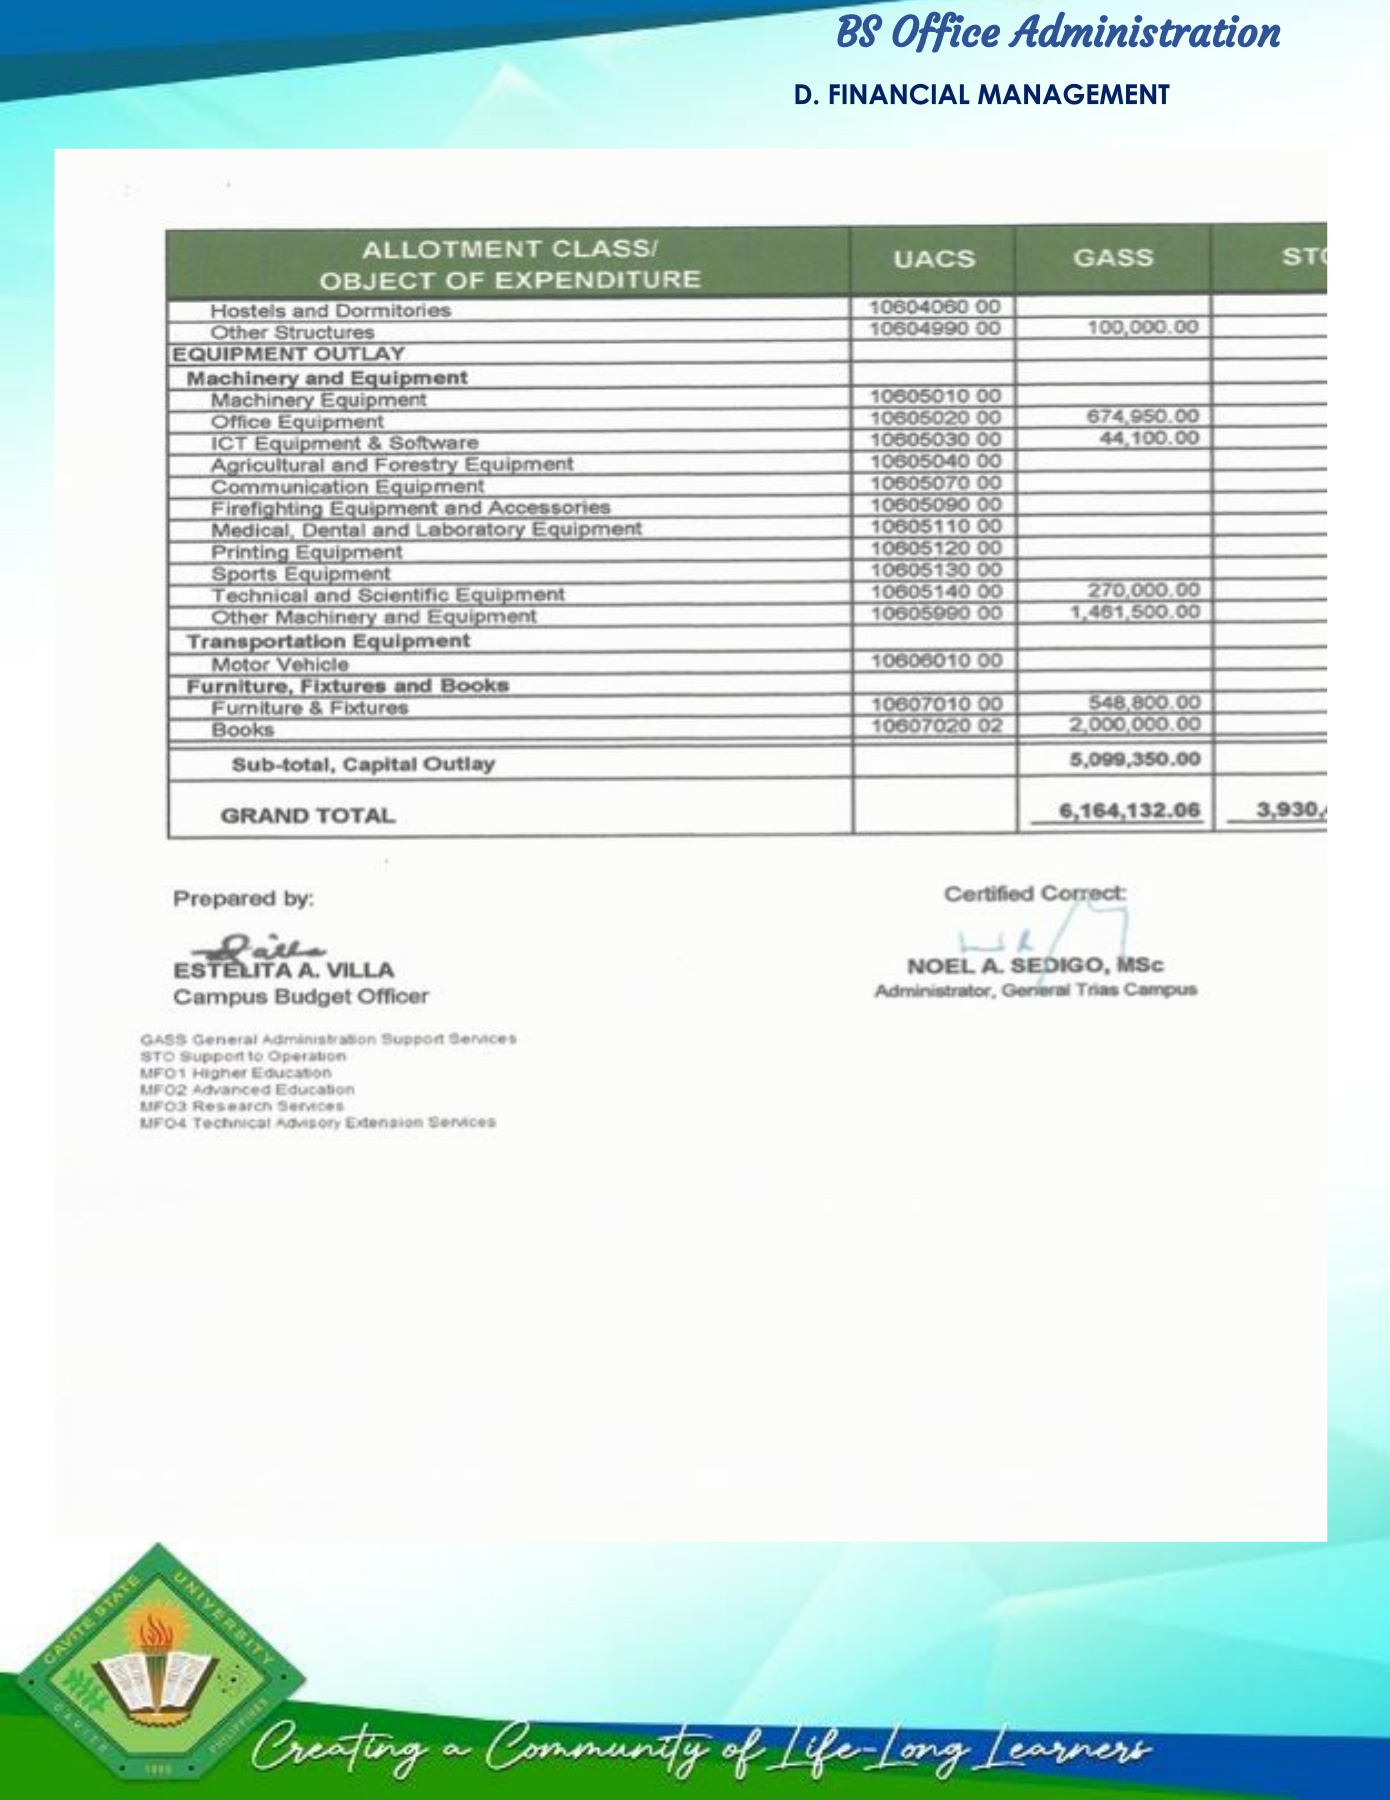 BS Office Administration
D. FINANCIAL MANAGEMENT
ALLOTMENT CLASS/ OBJECT OF EXPENDITURE UACS GASS STO
Hostels and Dormitories 10604060 00
Other Structures 10604990 00 100,000.00
EQUIPMENT OUTLAY
Machinery and Equipment
Machinery Equipment 10605010 00
Office Equipment 10605020 00 674,950.00
ICT Equipment & Software 10605030 00 44,100.00
Agricultural and Forestry Equipment 10605040 00
Communication Equipment 10605070 00
Firefighting Equipment and Accessories 10605090 00
Medical, Dental and Laboratory Equipment 10605110 00
Printing Equipment 10605120 00
Sports Equipment 10605130 00
Technical and Scientific Equipment 10605140 00 270,000.00
Other Machinery and Equipment 10605990 00 1,461,500.00
Transportation Equipment
Motor Vehicle 10606010 00
Furniture, Fixtures and Books
Furniture & Fixtures 10607010 00 548,800.00
Books 10607020 02 2,000,000.00
Sub-total, Capital Outlay 5,099,350.00
GRAND TOTAL 6,164,132.06 3,930,
Prepared by: Certified Correct:
ESTELITA A. VILLA NOEL A. SEDIGO, MSc
Campus Budget Officer Administrator, General Trias Campus
GASS General Administration Support Services
STO Support to Operation
MFO1 Higher Education
MFO2 Advanced Education
MFO3 Research Services
MFO4 Technical Advisory Extension Services
CAVITE STATE UNIVERSITY
CAVITE PHILIPPINES
1906
Creating a Community of Life-Long Learners